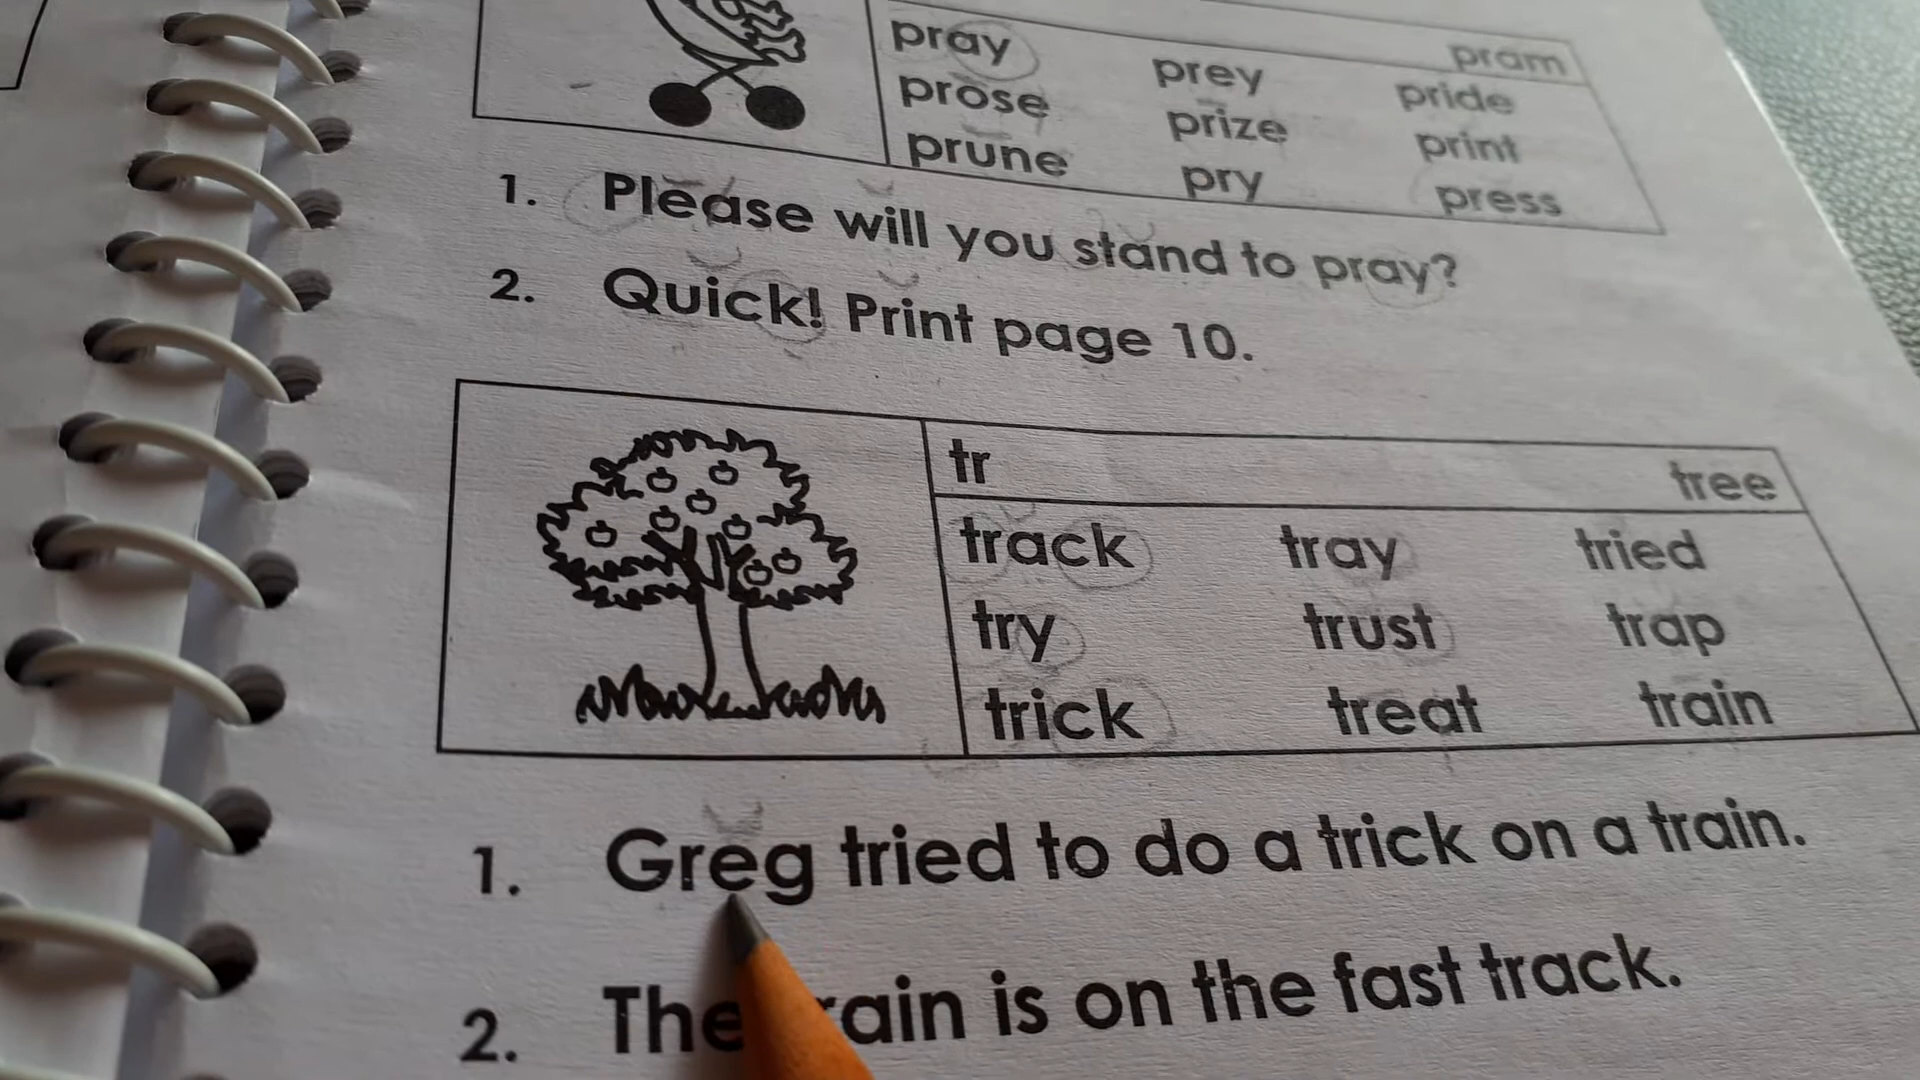 pram
pray prey pride
prose prize print
prune pry press
1. Please will you stand to pray?
2. Quick! Print page 10.
tr tree
track tray tried
try trust trap
trick treat train
1. Greg tried to do a trick on a train.
2. The rain is on the fast track.